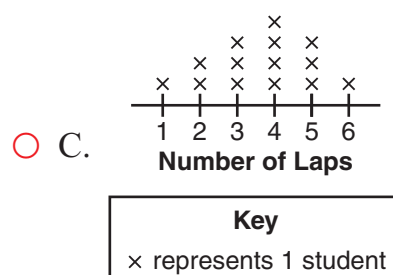 C.
1 2 3 4 5 6
Number of Laps
Key
× represents 1 student